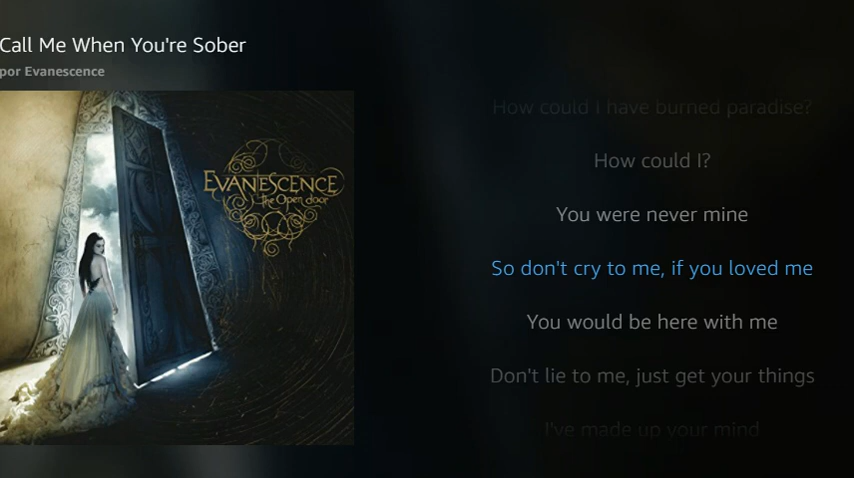 Call Me When You're Sober
por Evanescence
EVANESCENCE
The Open door
How could I have burned paradise?
How could I?
You were never mine
So don't cry to me, if you loved me
You would be here with me
Don't lie to me, just get your things
I've made up your mind